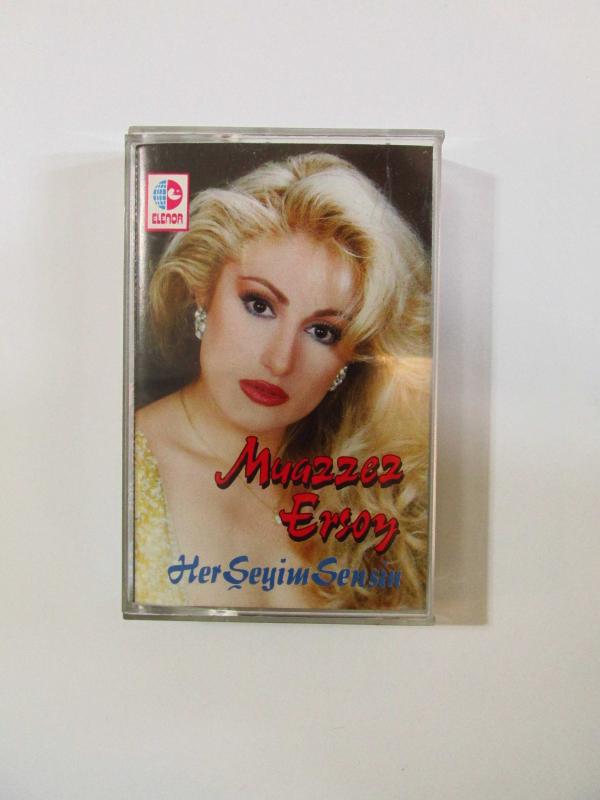 ELENOR
Muazzez
Ersoy
Her Şeyim Sensin